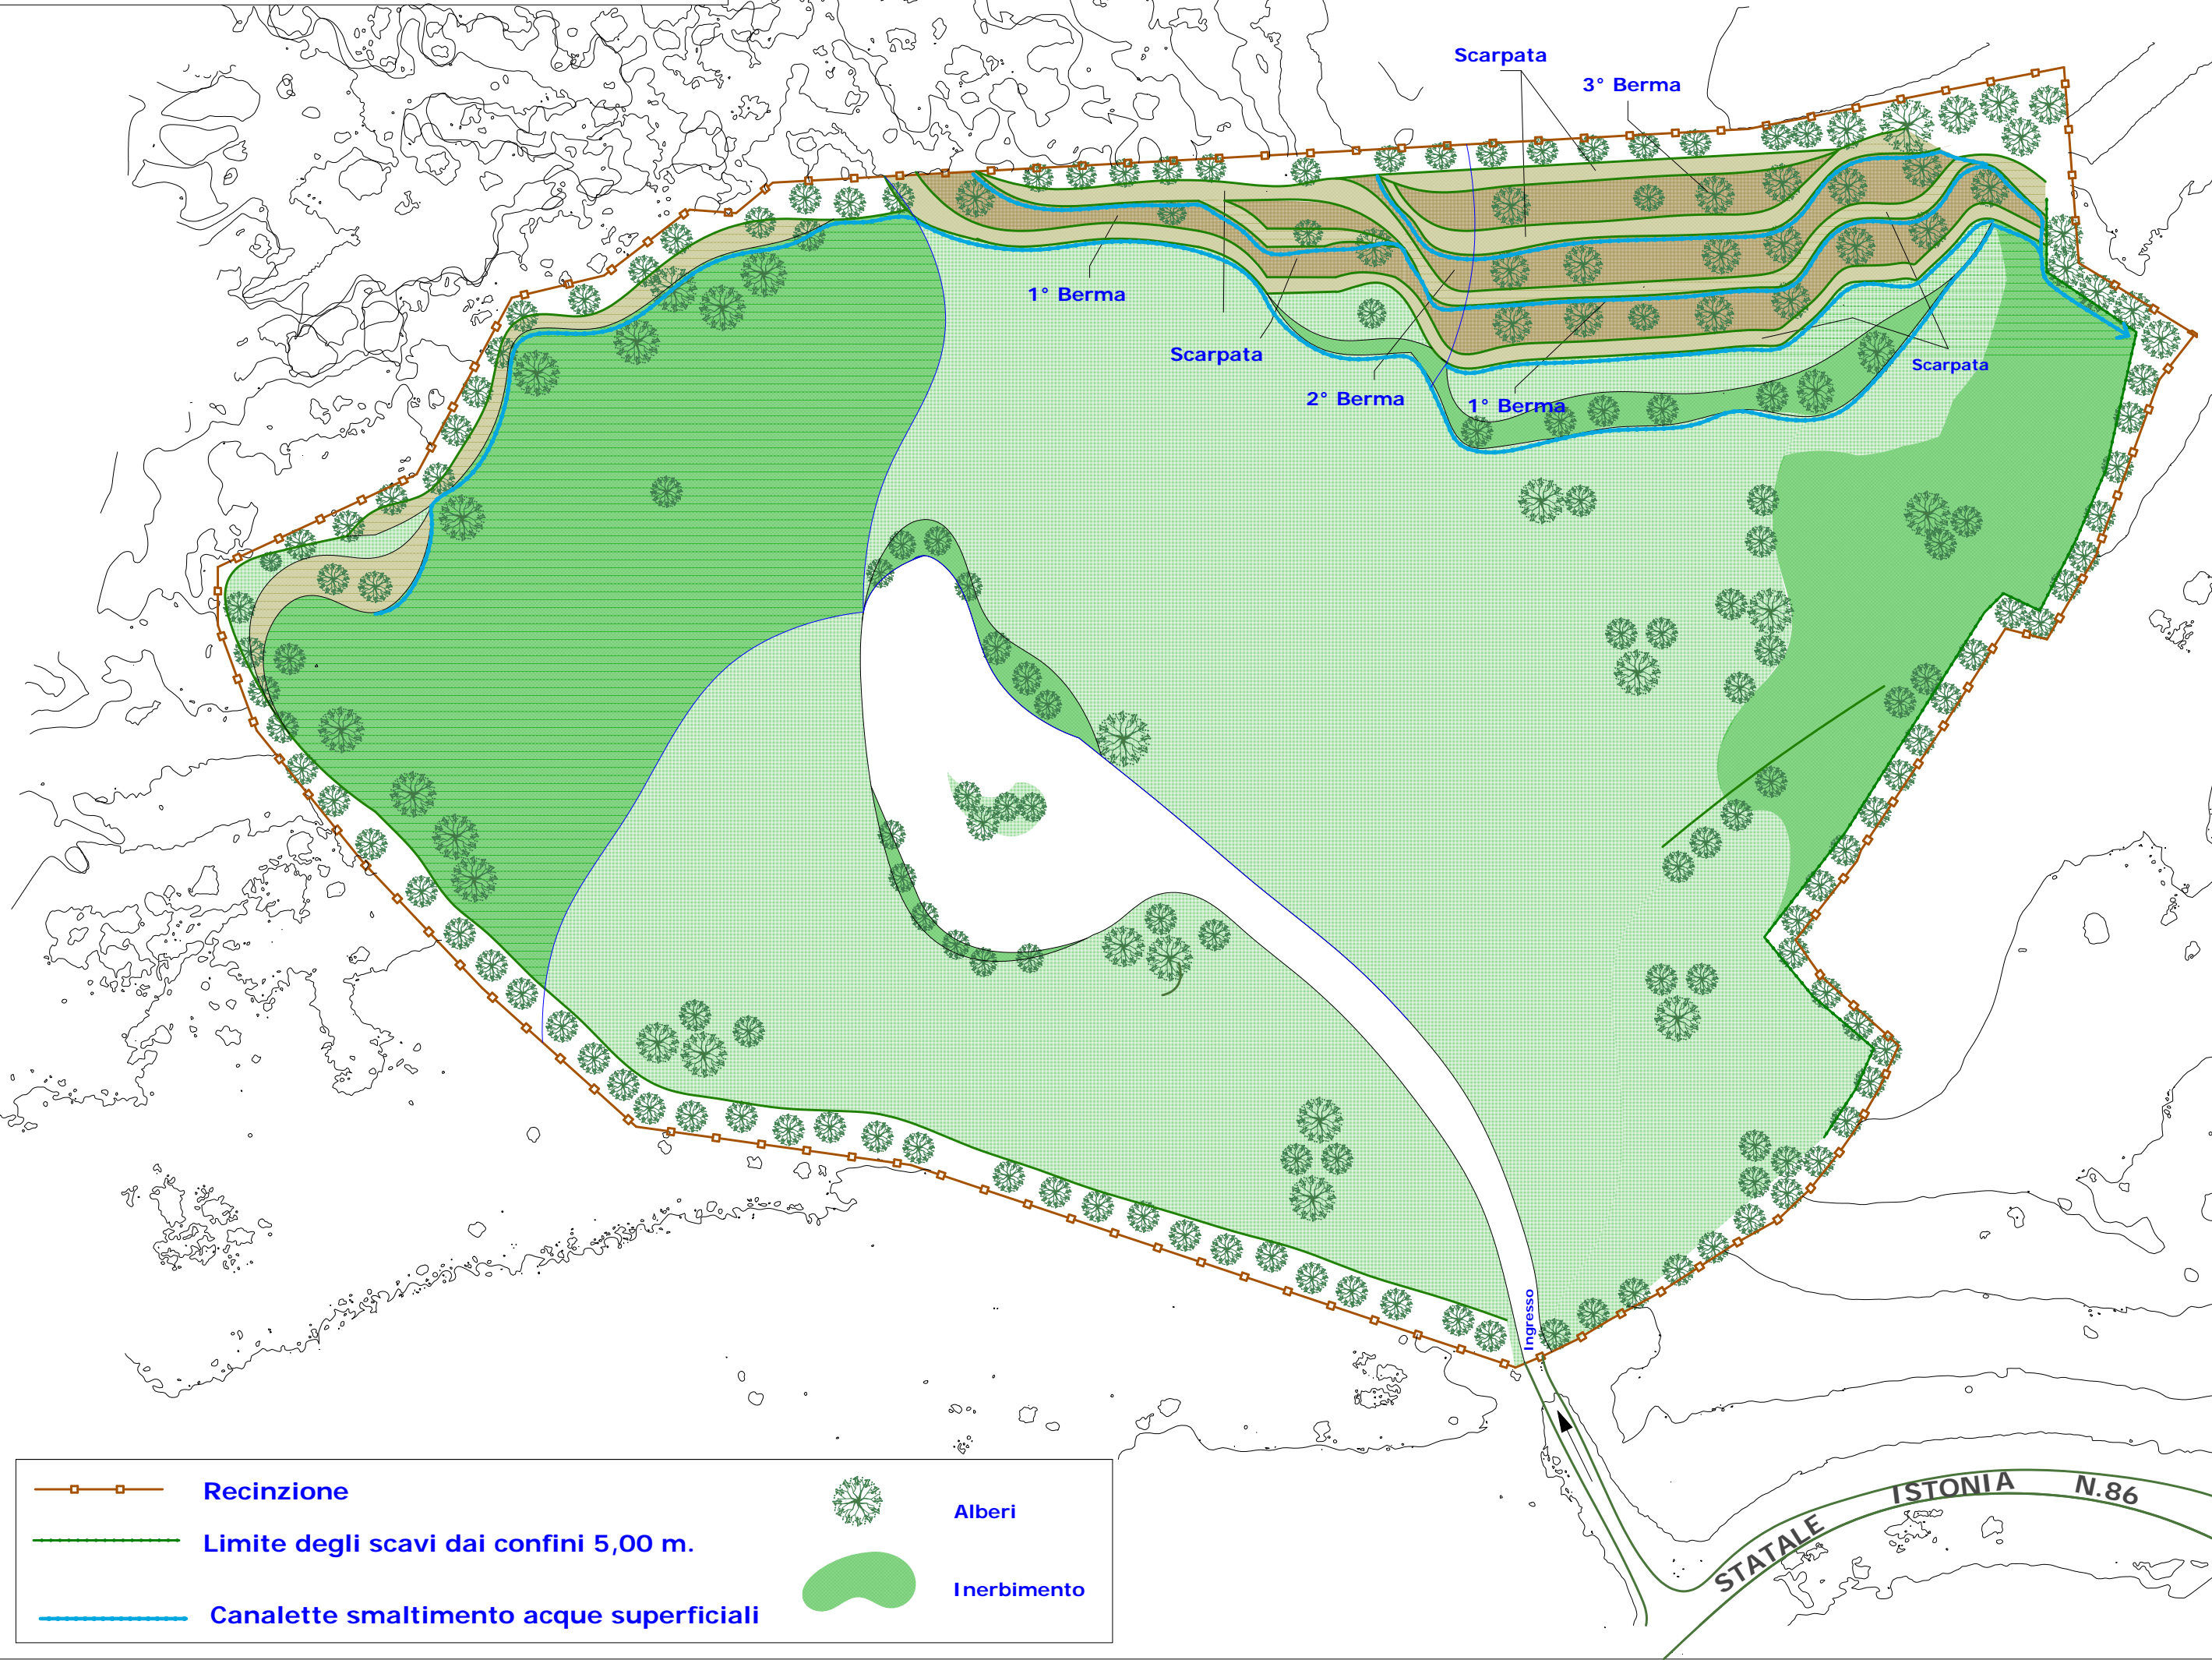 Scarpata
3° Berma
1° Berma
Scarpata
Scarpata
2° Berma
1° Berma
Ingresso
STATALE ISTONIA N.86
Recinzione
Limite degli scavi dai confini 5,00 m.
Canalette smaltimento acque superficiali
Alberi
Inerbimento